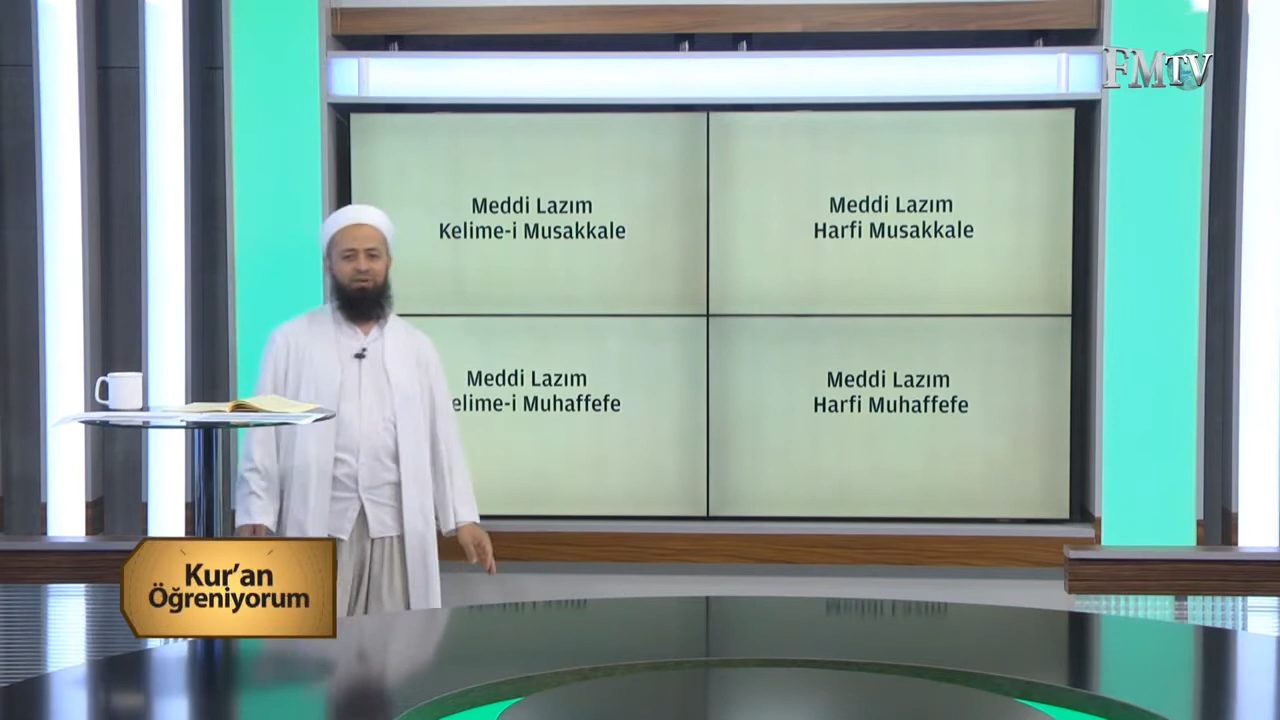 FMTV
Meddi Lazım
Kelime-i Musakkale
Meddi Lazım
Harfi Musakkale
Meddi Lazım
elime-i Muhaffefe
Meddi Lazım
Harfi Muhaffefe
Kur'an
Öğreniyorum